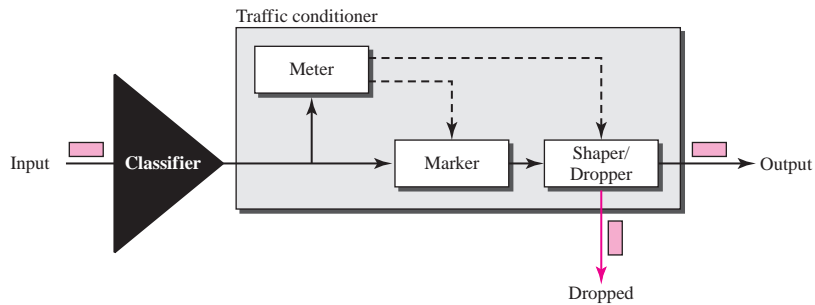 Traffic conditioner
Meter
Input
Classifier
Marker
Shaper/
Dropper
Output
Dropped